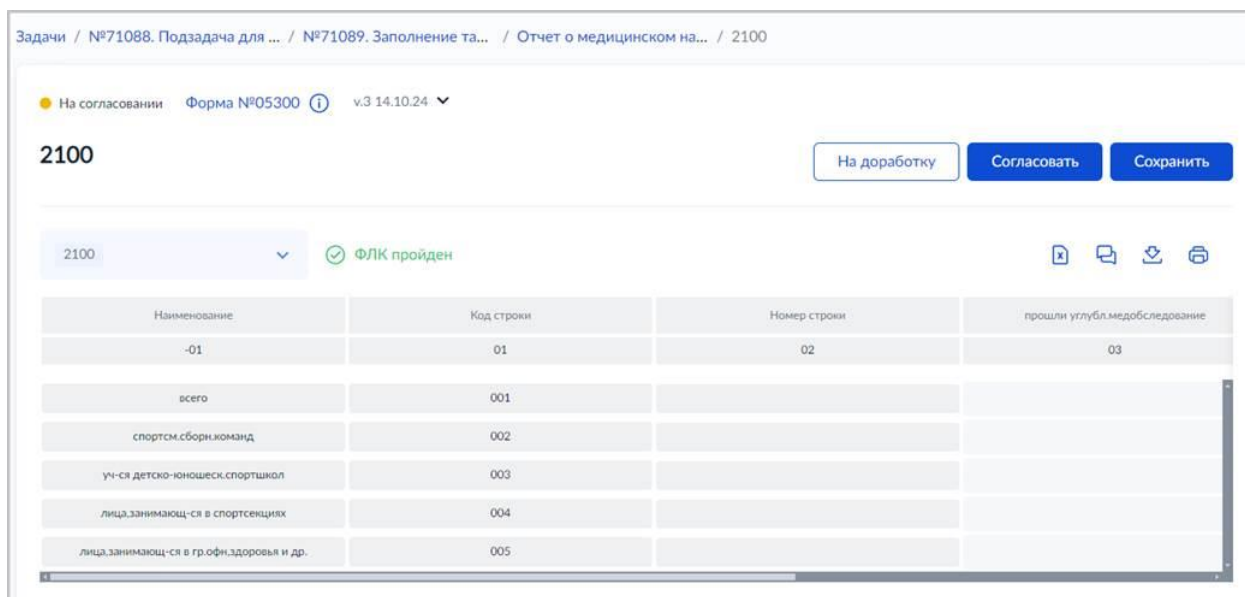 Задачи / №71088. Подзадача для ... / №71089. Заполнение та... / Отчет о медицинском на... / 2100
На согласовании Форма №05300 v.3 14.10.24
2100
На доработку Согласовать Сохранить
2100 ФЛК пройден
Наименование Код строки Номер строки прошли углубл.медобследование
-01 01 02 03
всего 001
спортсм.сборн.команд 002
уч-ся детско-юношеск.спортшкол 003
лица,занимающ-ся в спортсекциях 004
лица,занимающ-ся в гр.офн,здоровья и др. 005